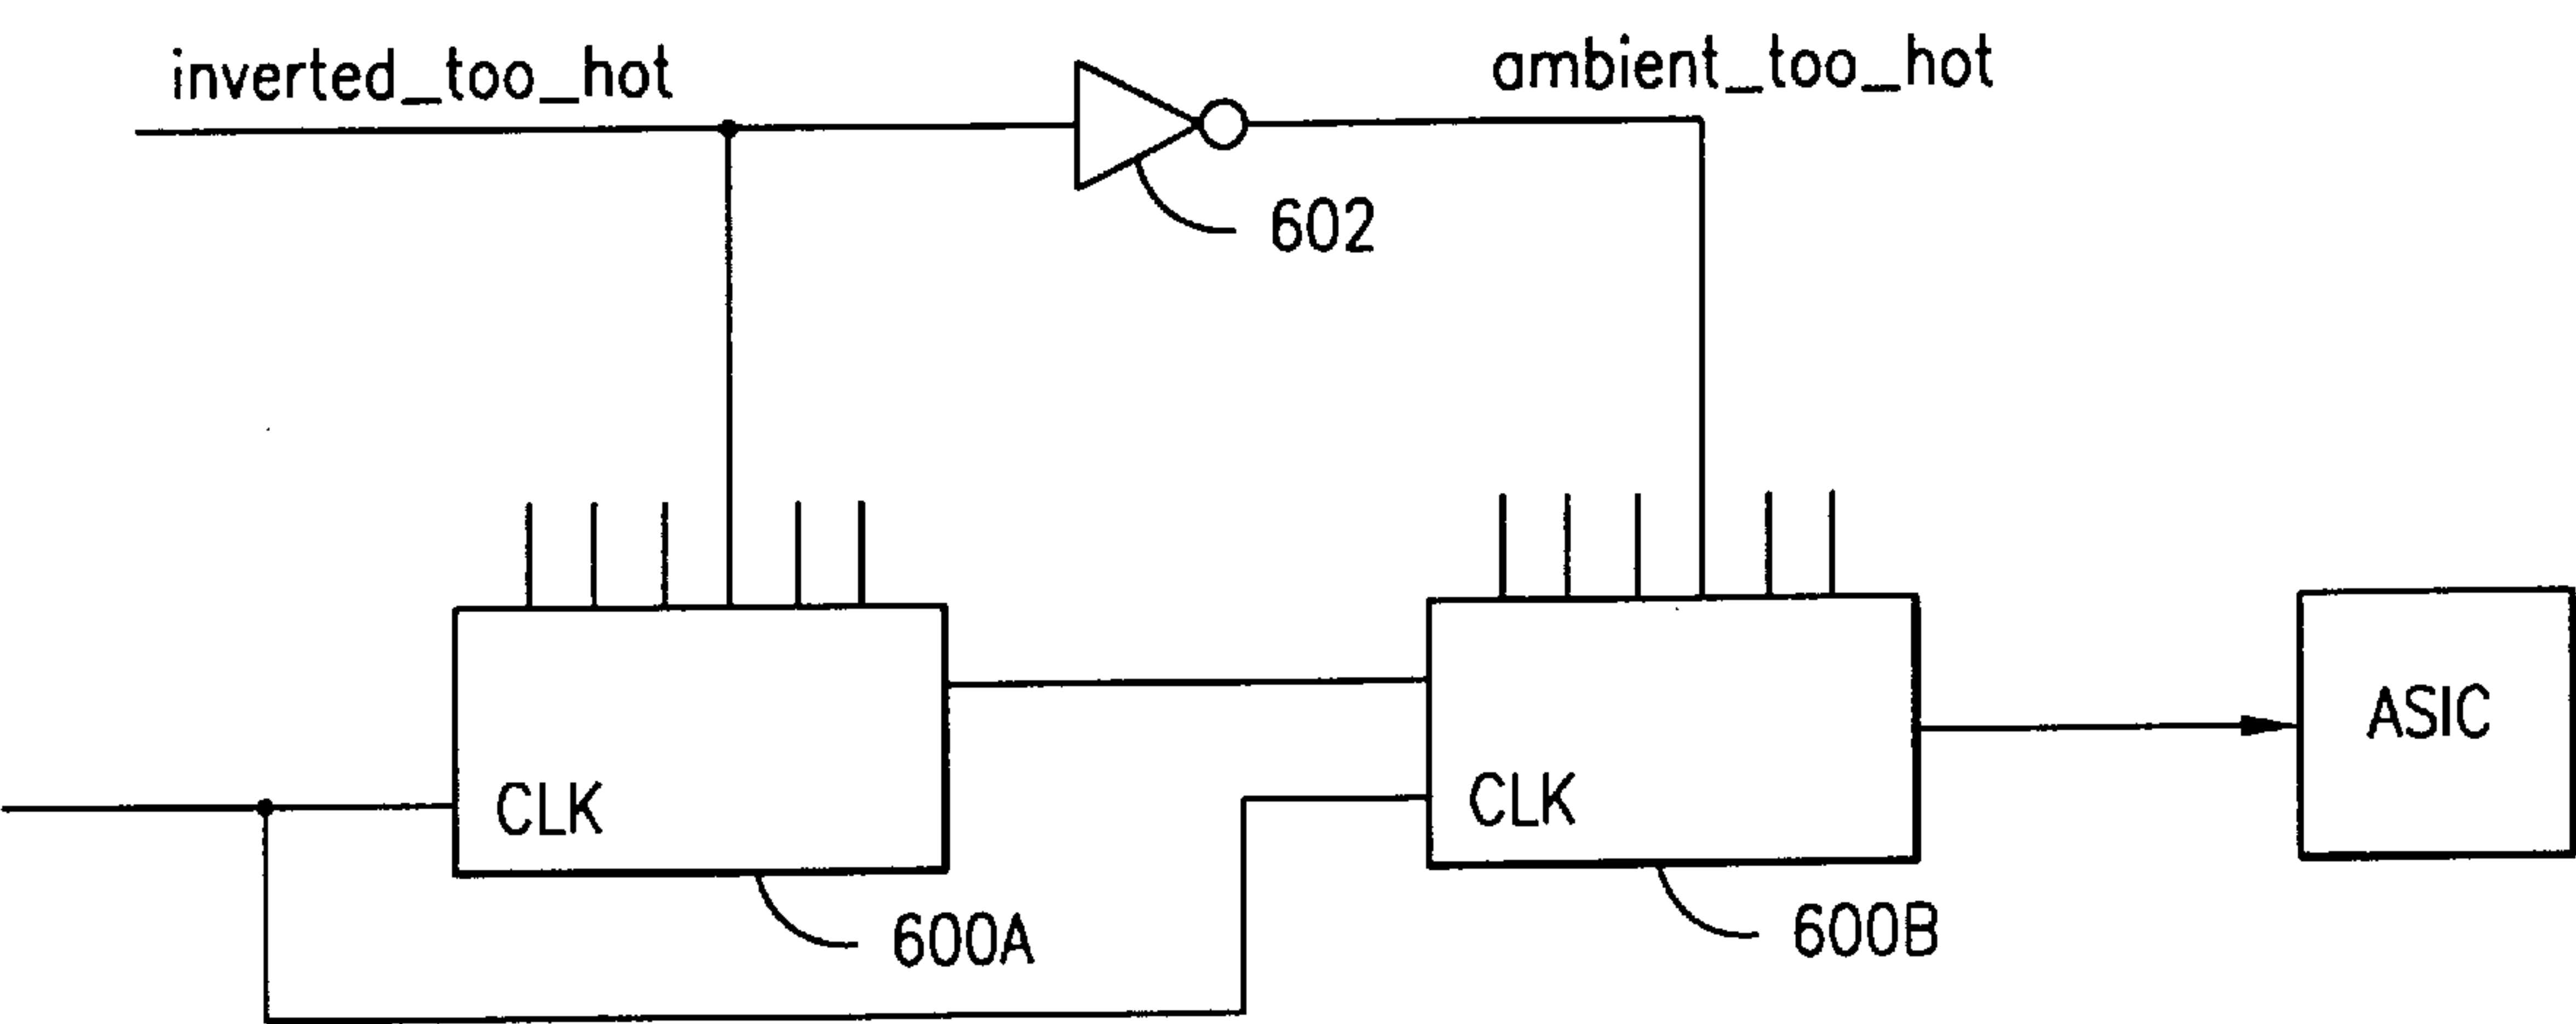 inverted_too_hot
ambient_too_hot
602
CLK
CLK
ASIC
600A
600B